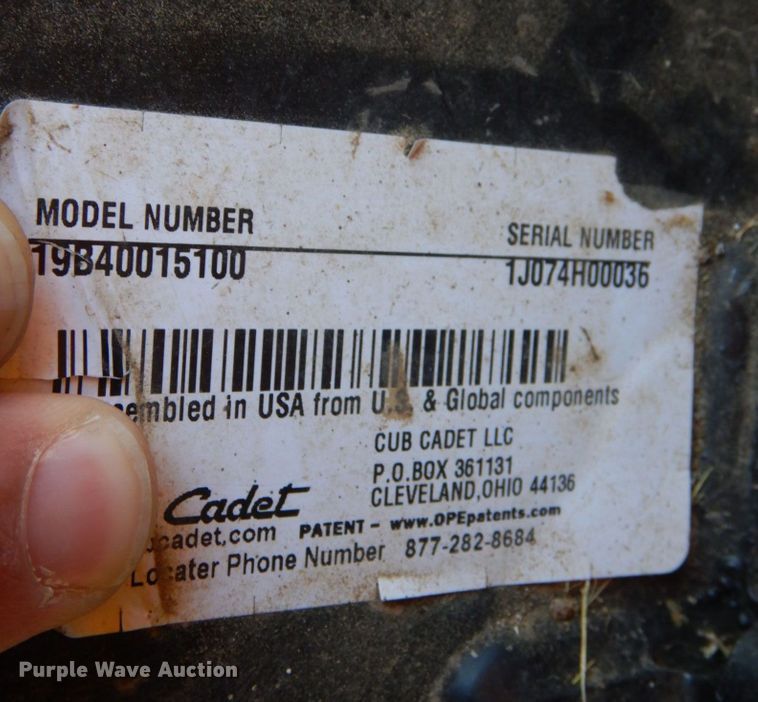 MODEL NUMBER
SERIAL NUMBER
19B40015100
1J074H00036
embled in USA from U.S. & Global components
CUB CADET LLC
P.O.BOX 361131
CLEVELAND,OHIO 44136
Cadet
cadet.com PATENT - www.OPEpatents.com
Locater Phone Number 877-282-8684
Purple Wave Auction